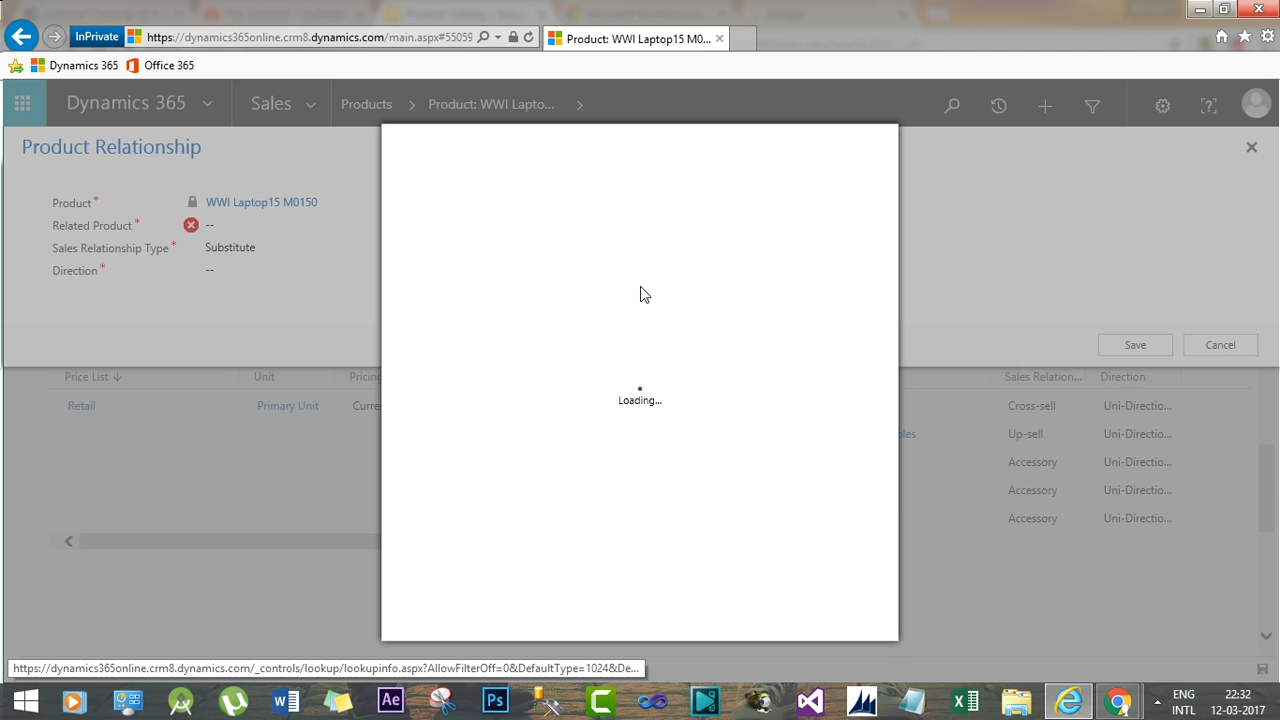 InPrivate
https://dynamics365online.crm8.dynamics.com/main.aspx#55059
Product: WWI Laptop15 M0...
Dynamics 365
Office 365
Dynamics 365
Sales
Products
Product: WWI Lapto...
Product Relationship
Product*
WWI Laptop15 M0150
Related Product*
--
Sales Relationship Type*
Substitute
Direction*
--
Save
Cancel
Price List
Unit
Pricing
Sales Relation...
Direction
Retail
Primary Unit
Curre
Cross-sell
Uni-Directio...
Up-sell
Uni-Directio...
Accessory
Uni-Directio...
Accessory
Uni-Directio...
Accessory
Uni-Directio...
Loading...
https://dynamics365online.crm8.dynamics.com/_controls/lookup/lookupinfo.aspx?AllowFilterOff=0&DefaultType=1024&De...
Ae
Ps
ENG
INTL
22:32
12-03-2017